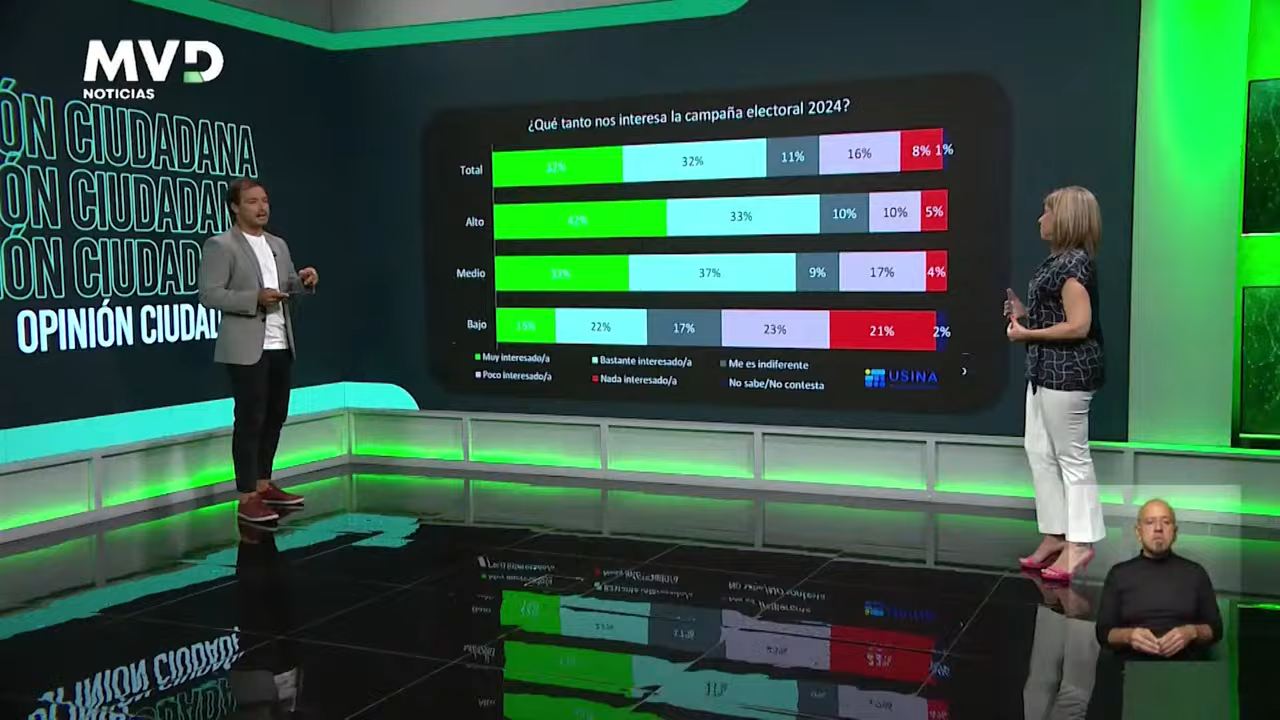 MVD
NOTICIAS
ÓN CIUDADANA
ÓN CIUDADAN
ÓN CIUDAD
OPINIÓN CIUDAD
¿Qué tanto nos interesa la campaña electoral 2024?
Total 32% 32% 11% 16% 8% 1%
Alto 42% 33% 10% 10% 5%
Medio 33% 37% 9% 17% 4%
Bajo 15% 22% 17% 23% 21% 2%
Muy interesado/a Bastante interesado/a Me es indiferente
Poco interesado/a Nada interesado/a No sabe/No contesta
USINA